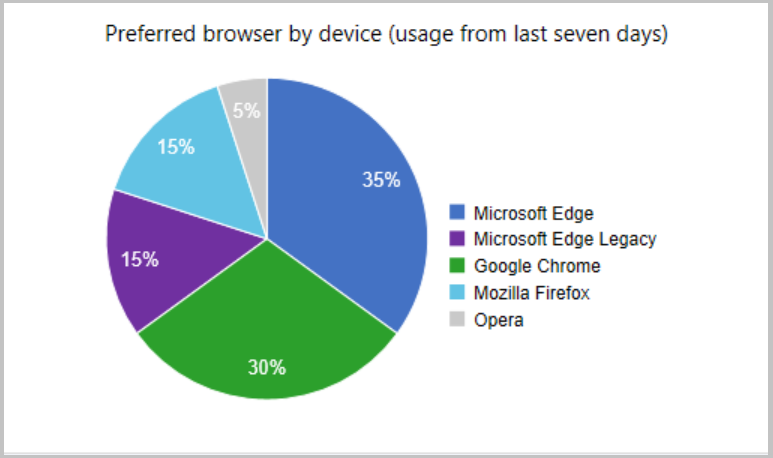 Preferred browser by device (usage from last seven days)
5%
15%
35%
15%
30%
Microsoft Edge
Microsoft Edge Legacy
Google Chrome
Mozilla Firefox
Opera